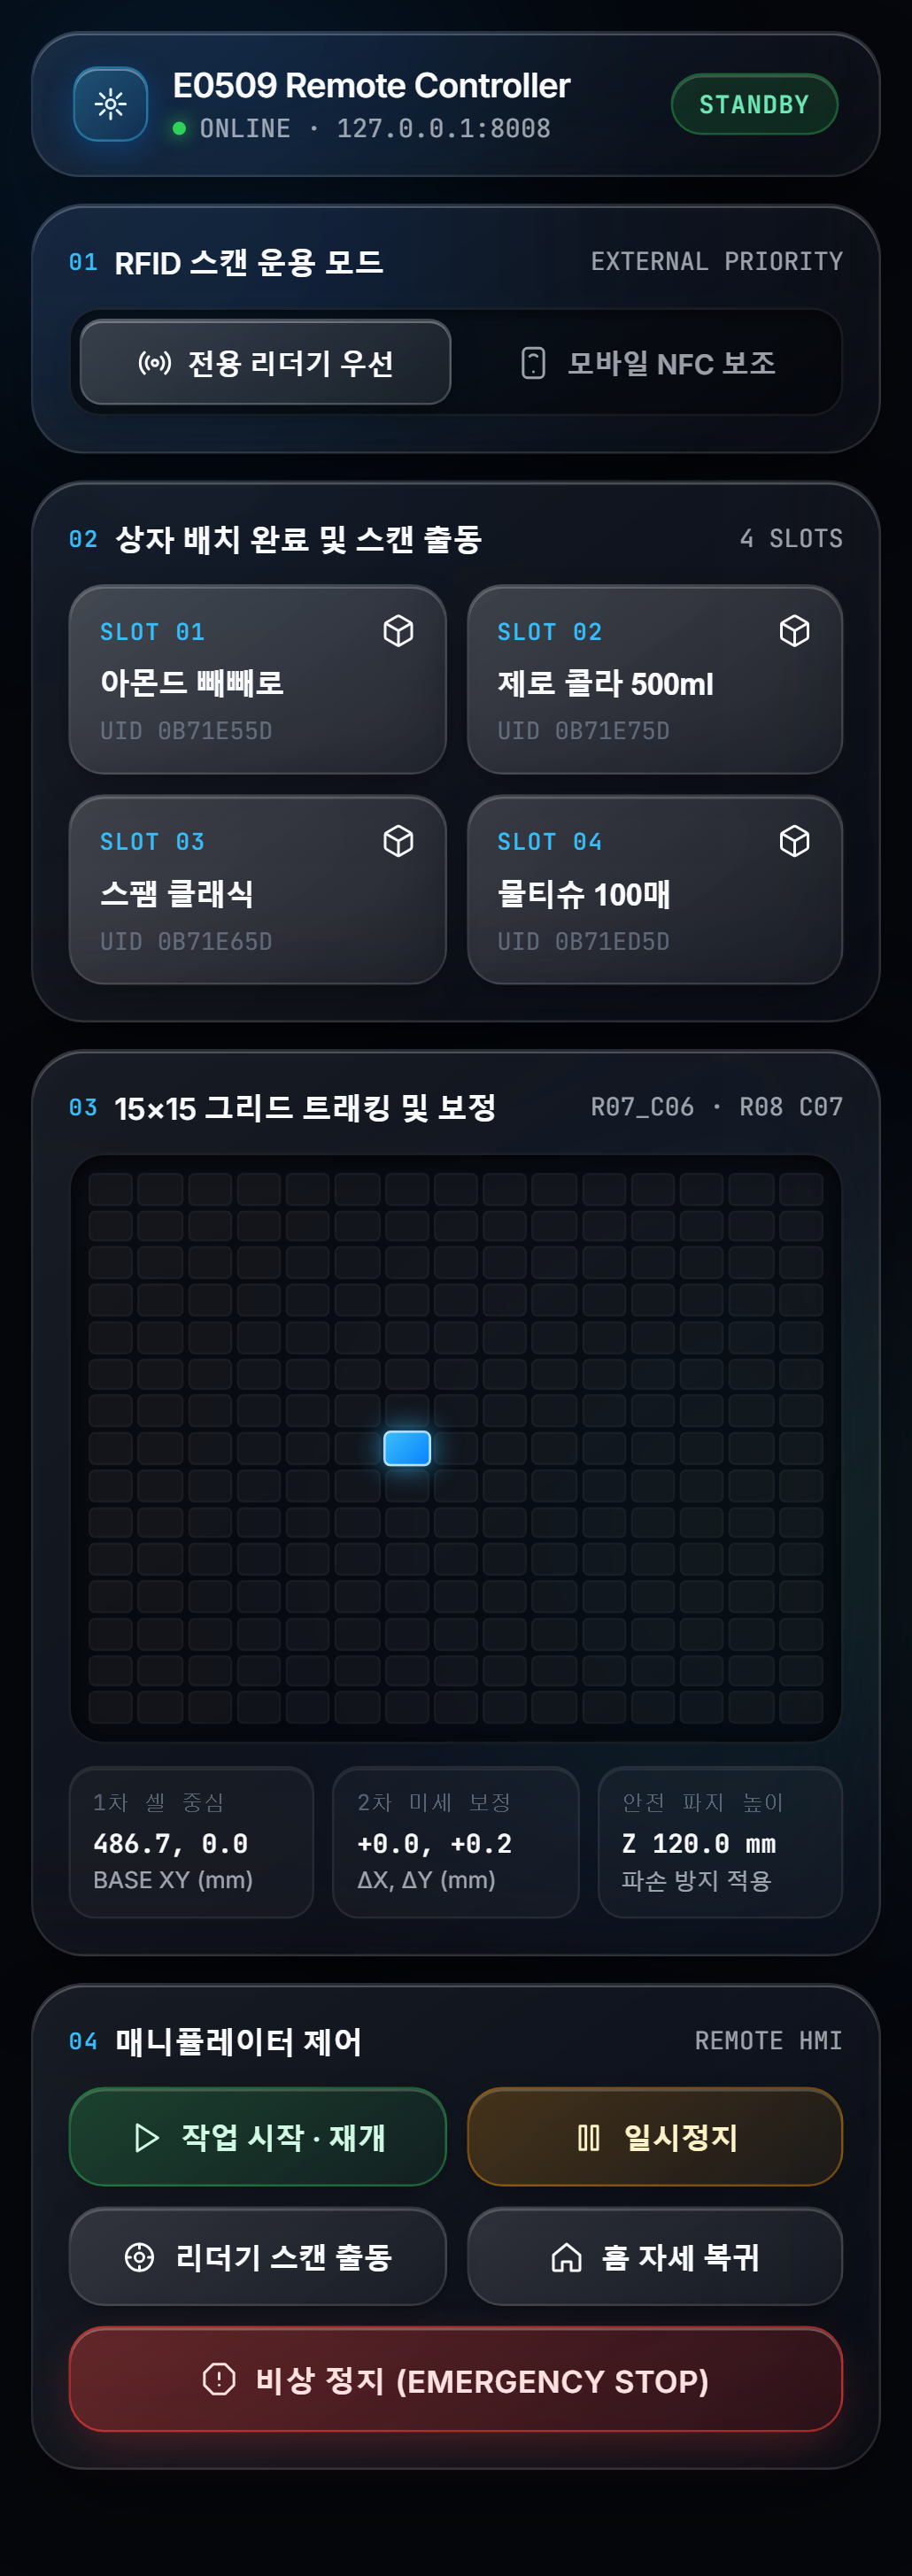 E0509 Remote Controller
ONLINE · 127.0.0.1:8008
STANDBY
01 RFID 스캔 운용 모드
EXTERNAL PRIORITY
전용 리더기 우선
모바일 NFC 보조
02 상자 배치 완료 및 스캔 출동
4 SLOTS
SLOT 01
아몬드 빼빼로
UID 0B71E55D
SLOT 02
제로 콜라 500ml
UID 0B71E75D
SLOT 03
스팸 클래식
UID 0B71E65D
SLOT 04
물티슈 100매
UID 0B71ED5D
03 15×15 그리드 트래킹 및 보정
R07_C06 · R08 C07
1차 셀 중심
486.7, 0.0
BASE XY (mm)
2차 미세 보정
+0.0, +0.2
ΔX, ΔY (mm)
안전 파지 높이
Z 120.0 mm
파손 방지 적용
04 매니퓰레이터 제어
REMOTE HMI
작업 시작 · 재개
일시정지
리더기 스캔 출동
홈 자세 복귀
비상 정지 (EMERGENCY STOP)